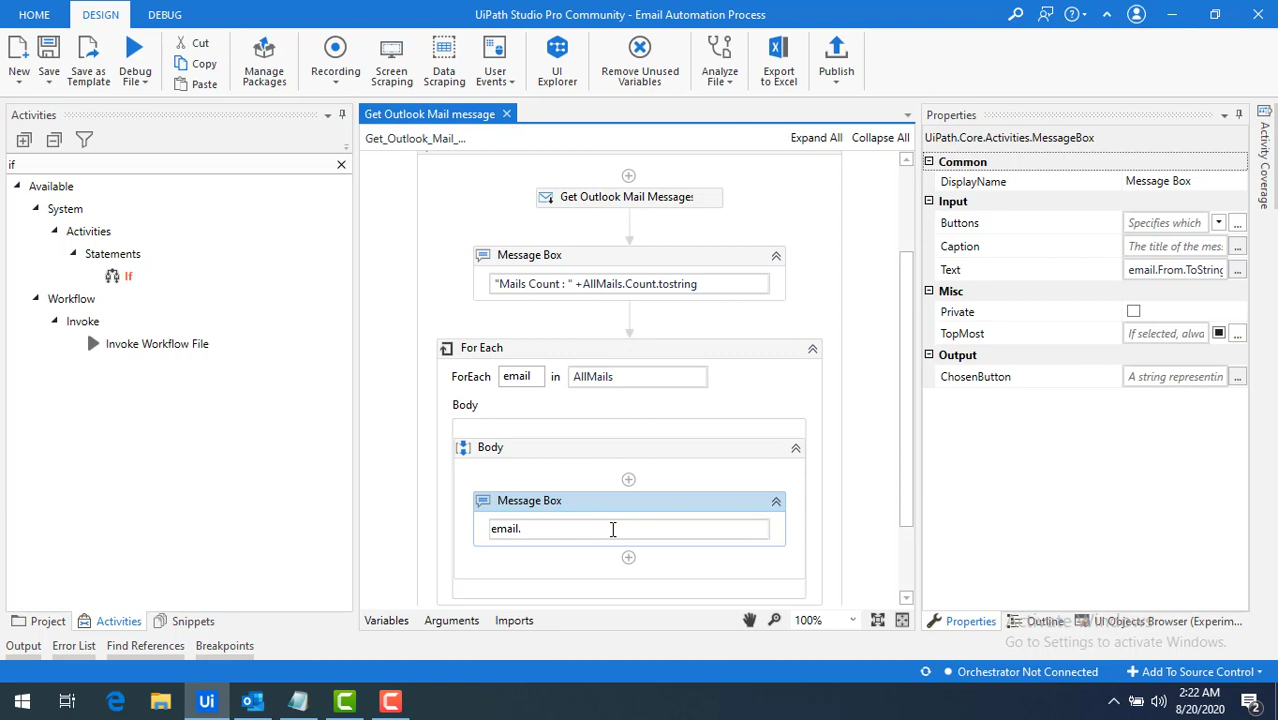 HOME
DESIGN
DEBUG
UiPath Studio Pro Community - Email Automation Process
New
Save
Save as Template
Debug File
Cut
Copy
Paste
Manage Packages
Recording
Screen Scraping
Data Scraping
User Events
UI Explorer
Remove Unused Variables
Analyze File
Export to Excel
Publish
Activities
if
Available
System
Activities
Statements
If
Workflow
Invoke
Invoke Workflow File
Project
Activities
Snippets
Get Outlook Mail message
Get_Outlook_Mail_...
Expand All
Collapse All
Get Outlook Mail Messages
Message Box
"Mails Count : " +AllMails.Count.tostring
For Each
ForEach email in AllMails
Body
Body
Message Box
email.
Variables
Arguments
Imports
100%
Properties
UiPath.Core.Activities.MessageBox
Common
DisplayName Message Box
Input
Buttons Specifies which ...
Caption The title of the mes ...
Text email.From.ToString ...
Misc
Private
TopMost If selected, alwa ...
Output
ChosenButton A string representin ...
Activity Coverage
Properties
Outline
UI Objects Browser (Experim...
Activate Windows
Go to Settings to activate Windows.
Output
Error List
Find References
Breakpoints
Orchestrator Not Connected
Add To Source Control
Ui
2:22 AM
8/20/2020
2